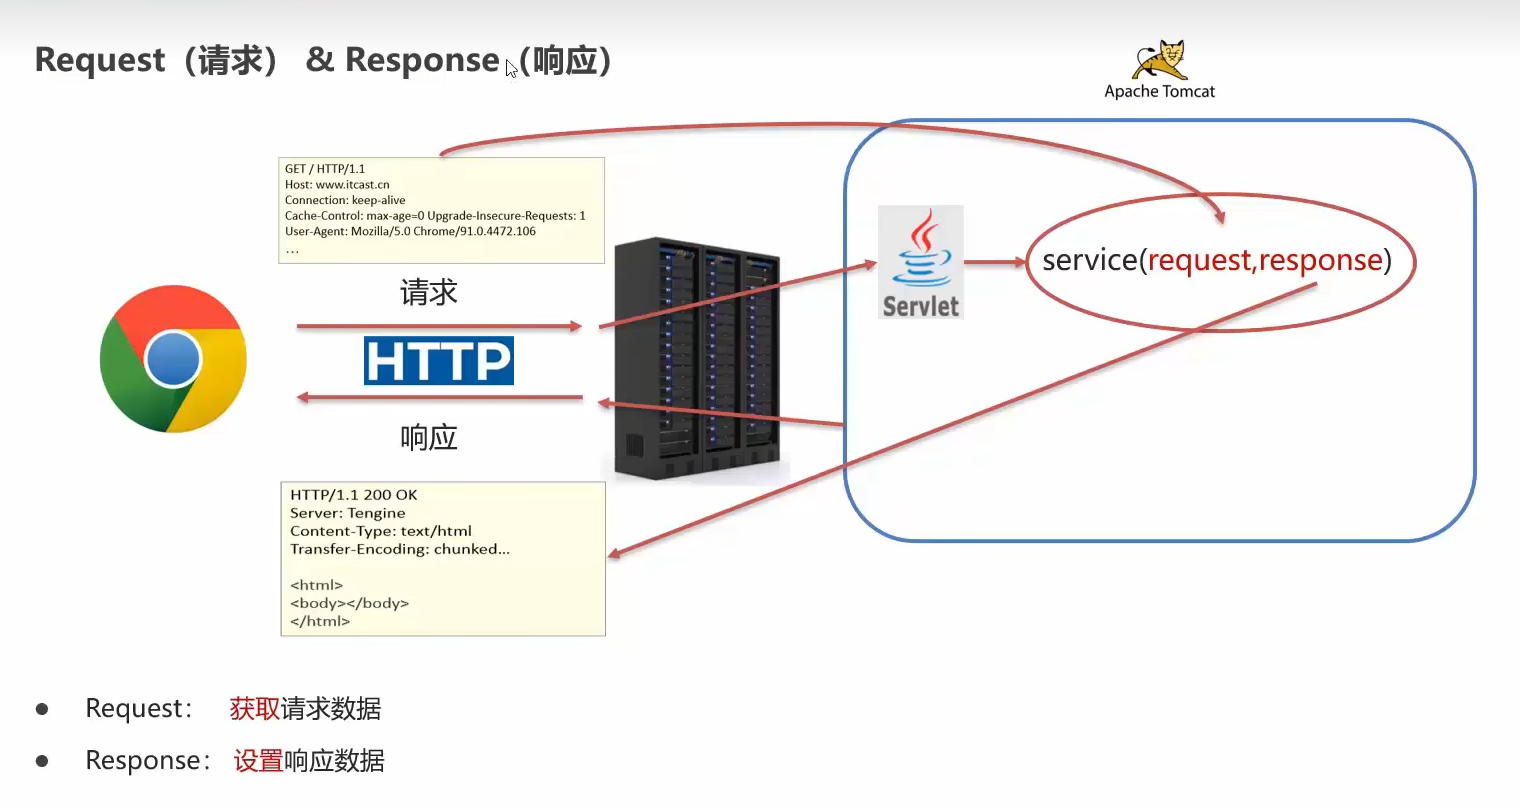 Request（请求） & Response（响应）
Apache Tomcat
GET / HTTP/1.1
Host: www.itcast.cn
Connection: keep-alive
Cache-Control: max-age=0 Upgrade-Insecure-Requests: 1
User-Agent: Mozilla/5.0 Chrome/91.0.4472.106
…
请求
HTTP
响应
Servlet
service(request,response)
HTTP/1.1 200 OK
Server: Tengine
Content-Type: text/html
Transfer-Encoding: chunked...
<html>
<body></body>
</html>
● Request： 获取请求数据
● Response： 设置响应数据